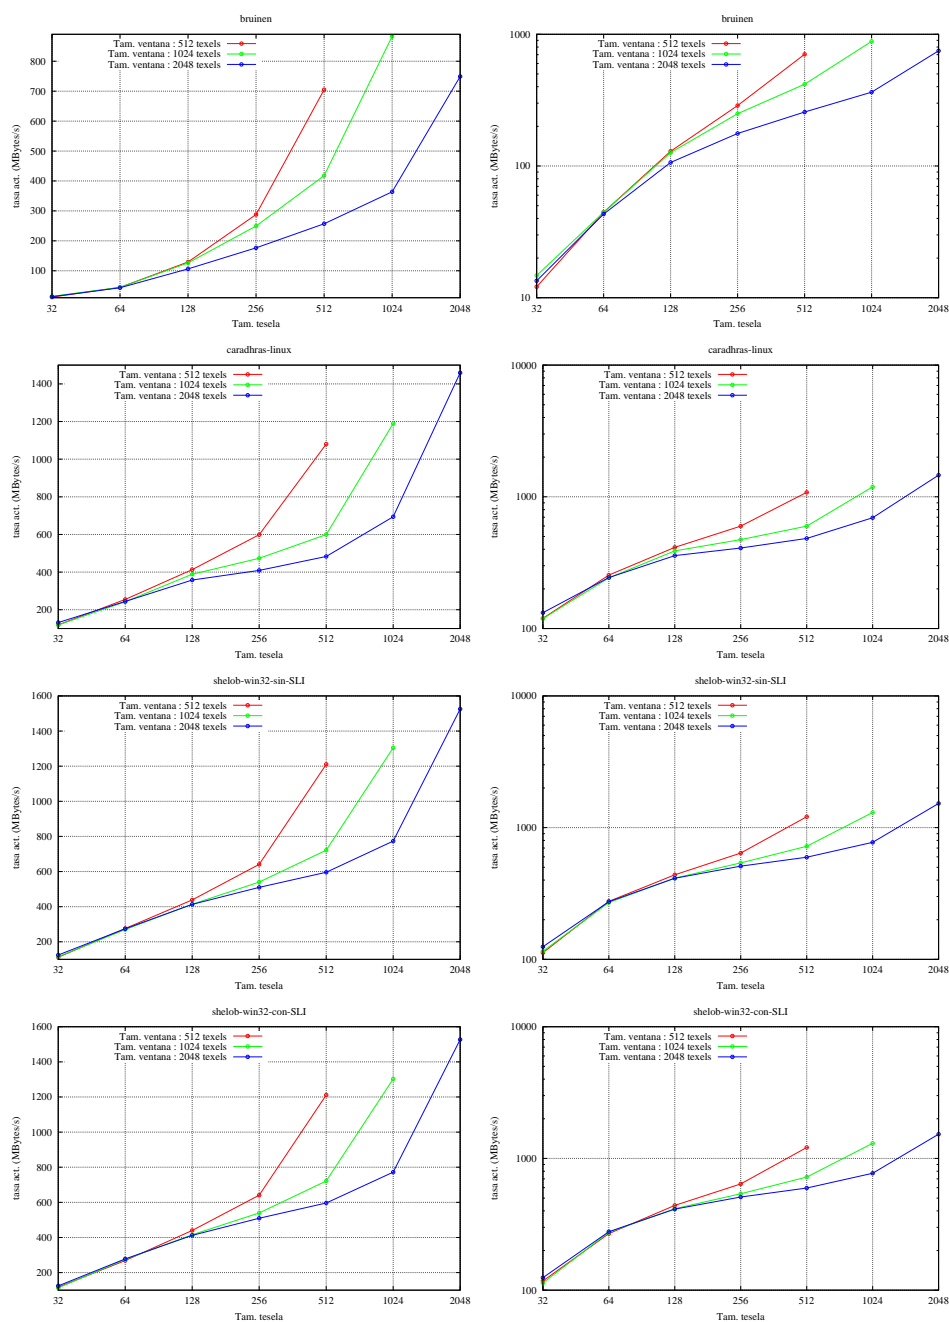 bruinen
Tam. ventana : 512 texels
Tam. ventana : 1024 texels
Tam. ventana : 2048 texels
tasa act. (MBytes/s)
800
700
600
500
400
300
200
100
32 64 128 256 512 1024 2048
Tam. tesela
bruinen
Tam. ventana : 512 texels
Tam. ventana : 1024 texels
Tam. ventana : 2048 texels
tasa act. (MBytes/s)
1000
100
10
32 64 128 256 512 1024 2048
Tam. tesela
caradhras-linux
Tam. ventana : 512 texels
Tam. ventana : 1024 texels
Tam. ventana : 2048 texels
tasa act. (MBytes/s)
1400
1200
1000
800
600
400
200
32 64 128 256 512 1024 2048
Tam. tesela
caradhras-linux
Tam. ventana : 512 texels
Tam. ventana : 1024 texels
Tam. ventana : 2048 texels
tasa act. (MBytes/s)
10000
1000
100
32 64 128 256 512 1024 2048
Tam. tesela
shelob-win32-sin-SLI
Tam. ventana : 512 texels
Tam. ventana : 1024 texels
Tam. ventana : 2048 texels
tasa act. (MBytes/s)
1600
1400
1200
1000
800
600
400
200
32 64 128 256 512 1024 2048
Tam. tesela
shelob-win32-sin-SLI
Tam. ventana : 512 texels
Tam. ventana : 1024 texels
Tam. ventana : 2048 texels
tasa act. (MBytes/s)
10000
1000
100
32 64 128 256 512 1024 2048
Tam. tesela
shelob-win32-con-SLI
Tam. ventana : 512 texels
Tam. ventana : 1024 texels
Tam. ventana : 2048 texels
tasa act. (MBytes/s)
1600
1400
1200
1000
800
600
400
200
32 64 128 256 512 1024 2048
Tam. tesela
shelob-win32-con-SLI
Tam. ventana : 512 texels
Tam. ventana : 1024 texels
Tam. ventana : 2048 texels
tasa act. (MBytes/s)
10000
1000
100
32 64 128 256 512 1024 2048
Tam. tesela